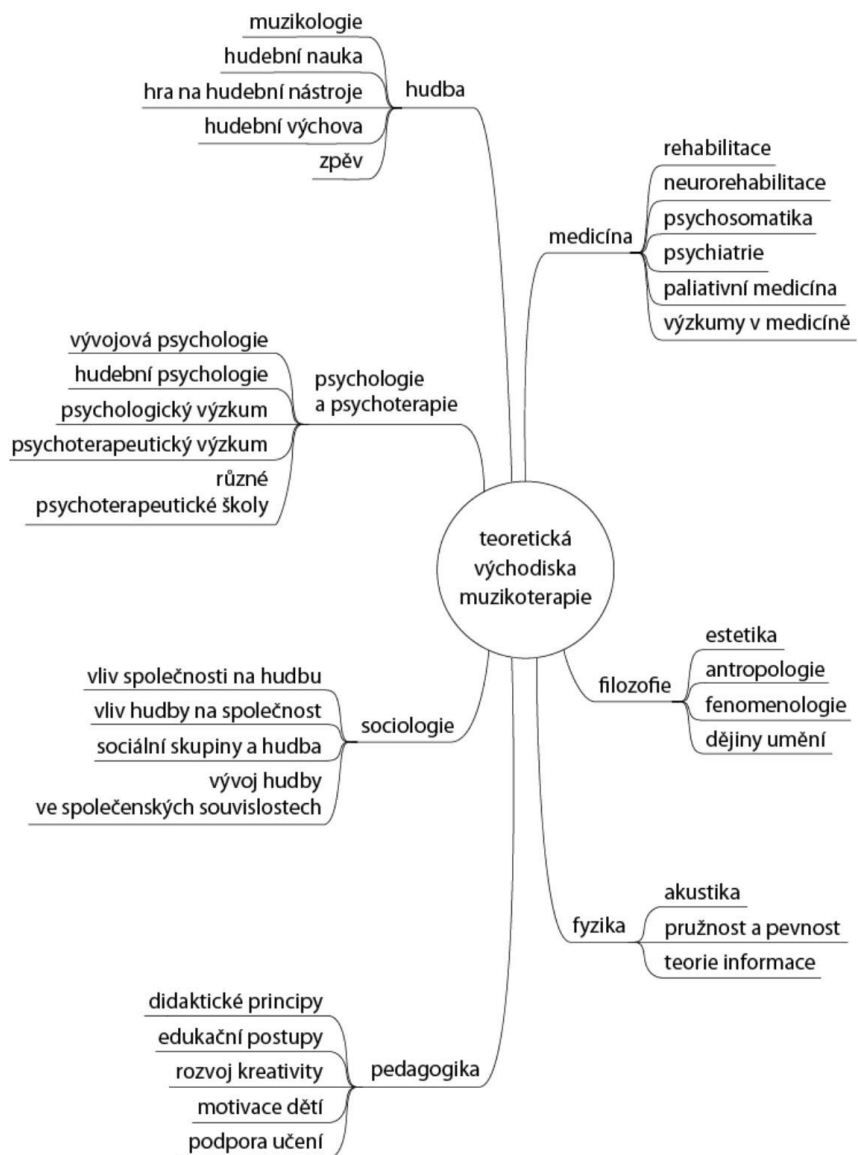 muzikologie
hudební nauka
hra na hudební nástroje
hudební výchova
zpěv
hudba
rehabilitace
neurorehabilitace
psychosomatika
psychiatrie
paliativní medicína
výzkumy v medicíně
medicína
vývojová psychologie
hudební psychologie
psychologický výzkum
psychoterapeutický výzkum
různé
psychoterapeutické školy
psychologie
a psychoterapie
teoretická
východiska
muzikoterapie
estetika
antropologie
fenomenologie
dějiny umění
filozofie
vliv společnosti na hudbu
vliv hudby na společnost
sociální skupiny a hudba
vývoj hudby
ve společenských souvislostech
sociologie
akustika
pružnost a pevnost
teorie informace
fyzika
didaktické principy
edukační postupy
rozvoj kreativity
motivace dětí
podpora učení
pedagogika